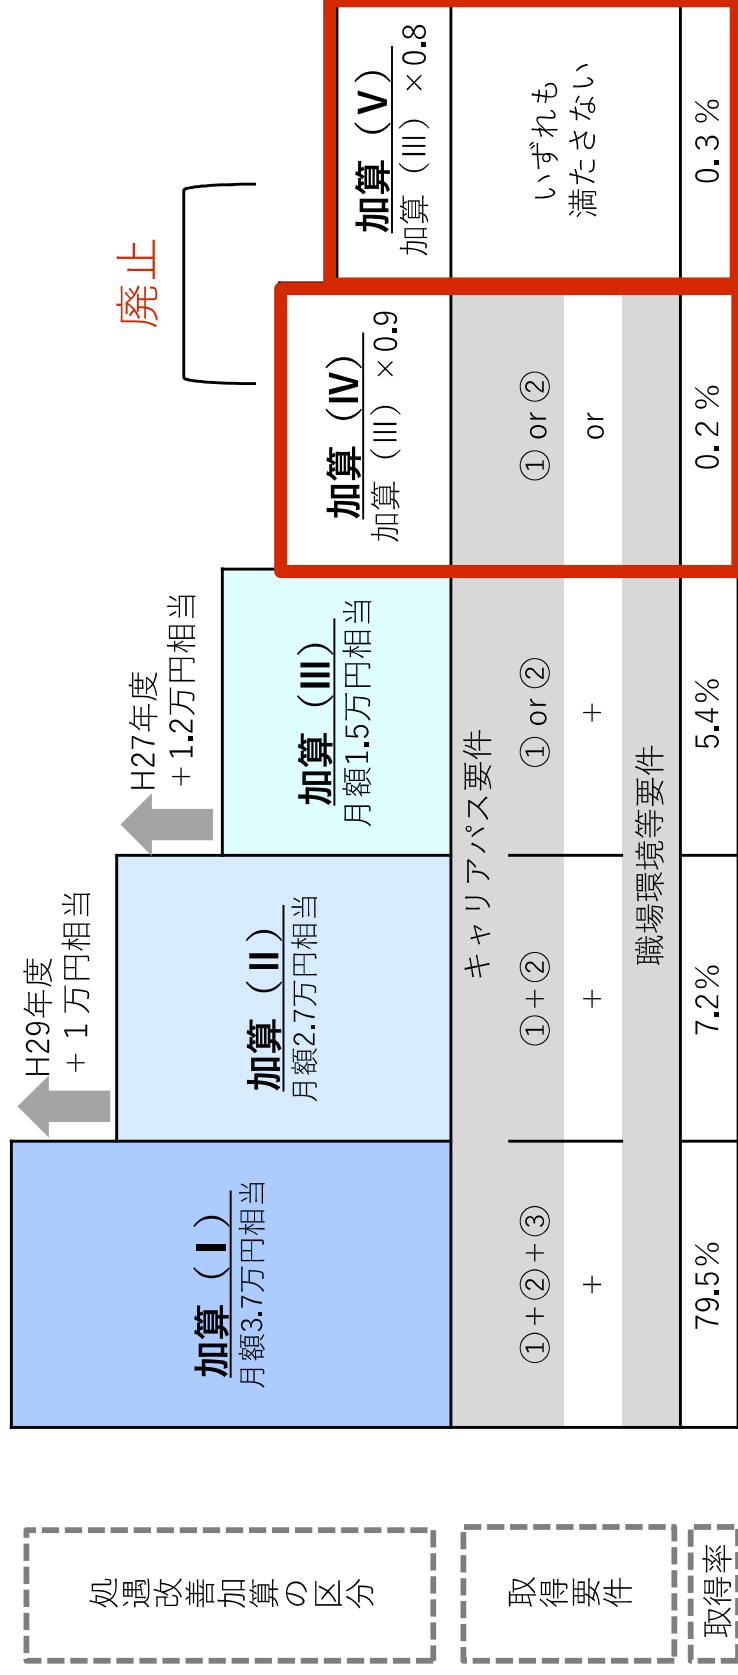 処遇改善加算の区分
加算（Ⅰ）
月額3.7万円相当
H29年度
＋１万円相当
加算（Ⅱ）
月額2.7万円相当
H27年度
＋1.2万円相当
加算（Ⅲ）
月額1.5万円相当
廃止
加算（Ⅳ）
加算（Ⅲ）×0.9
加算（Ⅴ）
加算（Ⅲ）×0.8
取得要件
キャリアパス要件
①＋②＋③
①＋②
① or ②
① or ②
いずれも
満たさない
＋
＋
＋
or
職場環境等要件
取得率
79.5%
7.2%
5.4%
0.2％
0.3％